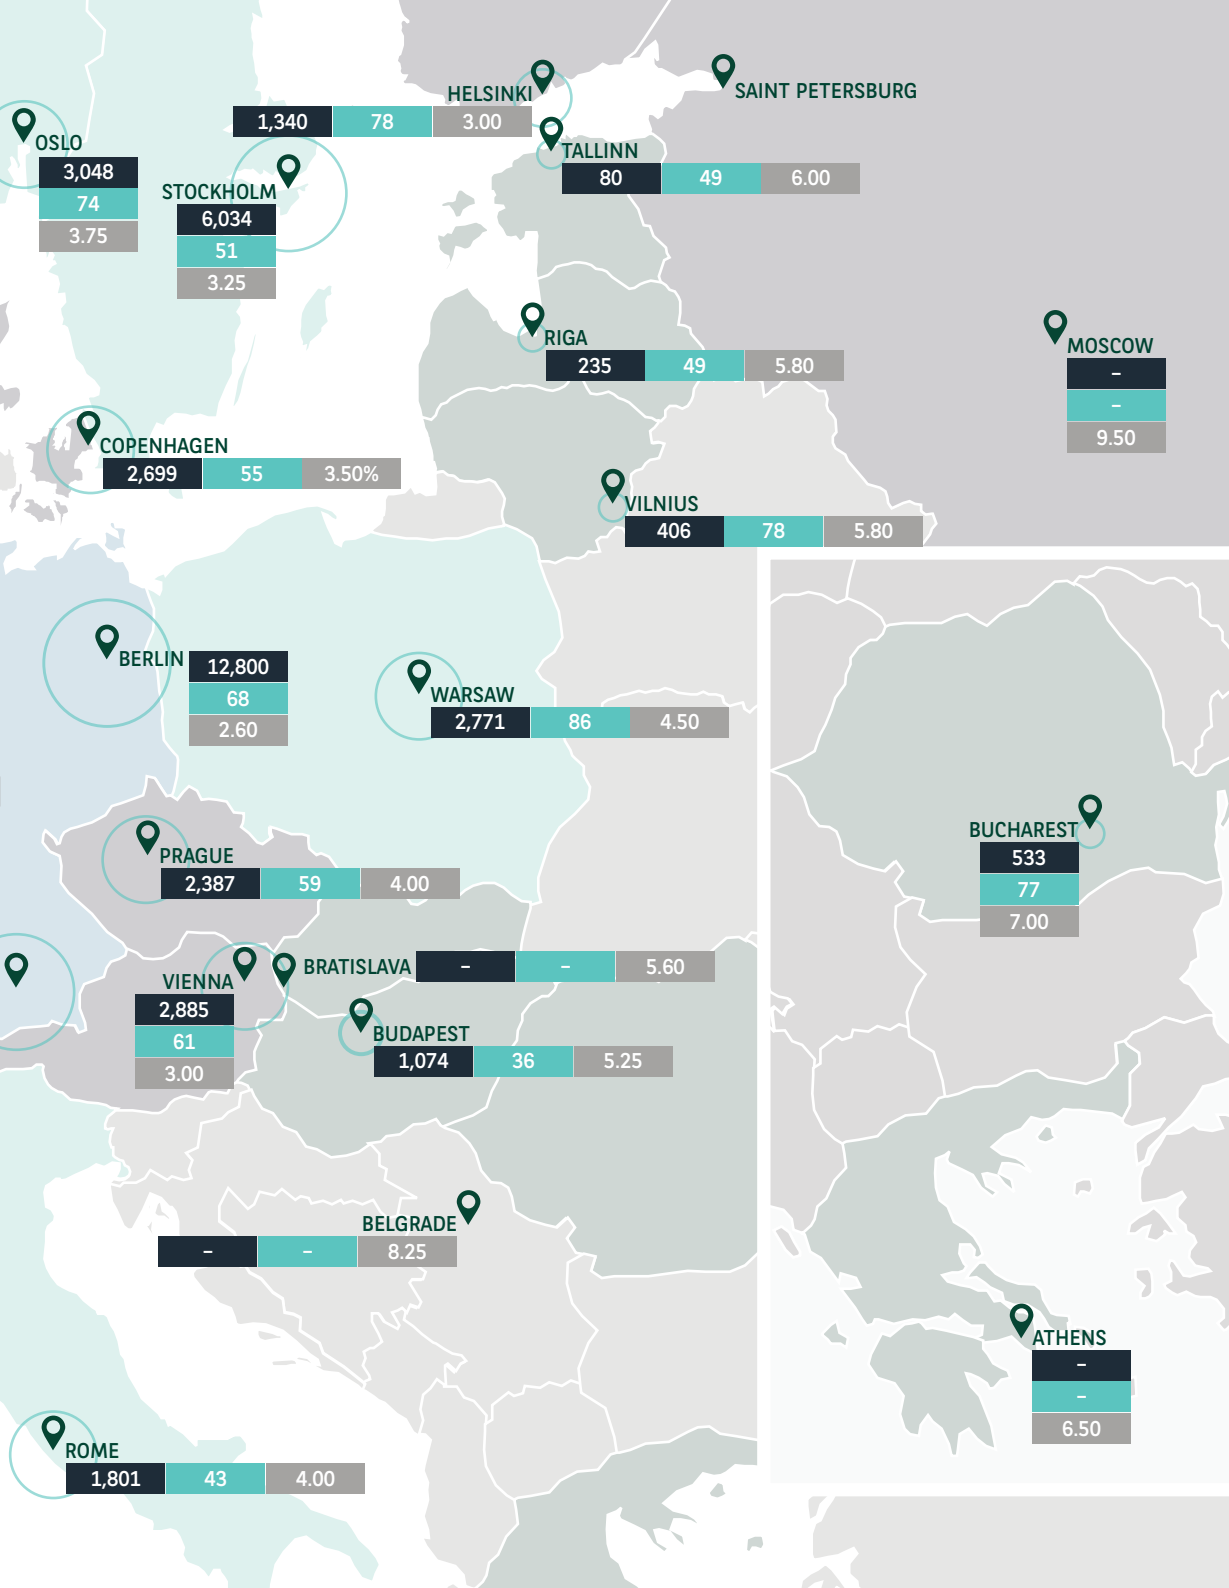 HELSINKI
1,340 78 3.00
SAINT PETERSBURG
OSLO
3,048
74
3.75
TALLINN
80 49 6.00
STOCKHOLM
6,034
51
3.25
RIGA
235 49 5.80
MOSCOW
–
–
9.50
COPENHAGEN
2,699 55 3.50%
VILNIUS
406 78 5.80
BERLIN
12,800
68
2.60
WARSAW
2,771 86 4.50
BUCHAREST
533
77
7.00
PRAGUE
2,387 59 4.00
BRATISLAVA – – 5.60
VIENNA
2,885
61
3.00
BUDAPEST
1,074 36 5.25
BELGRADE
– – 8.25
ATHENS
–
–
6.50
ROME
1,801 43 4.00